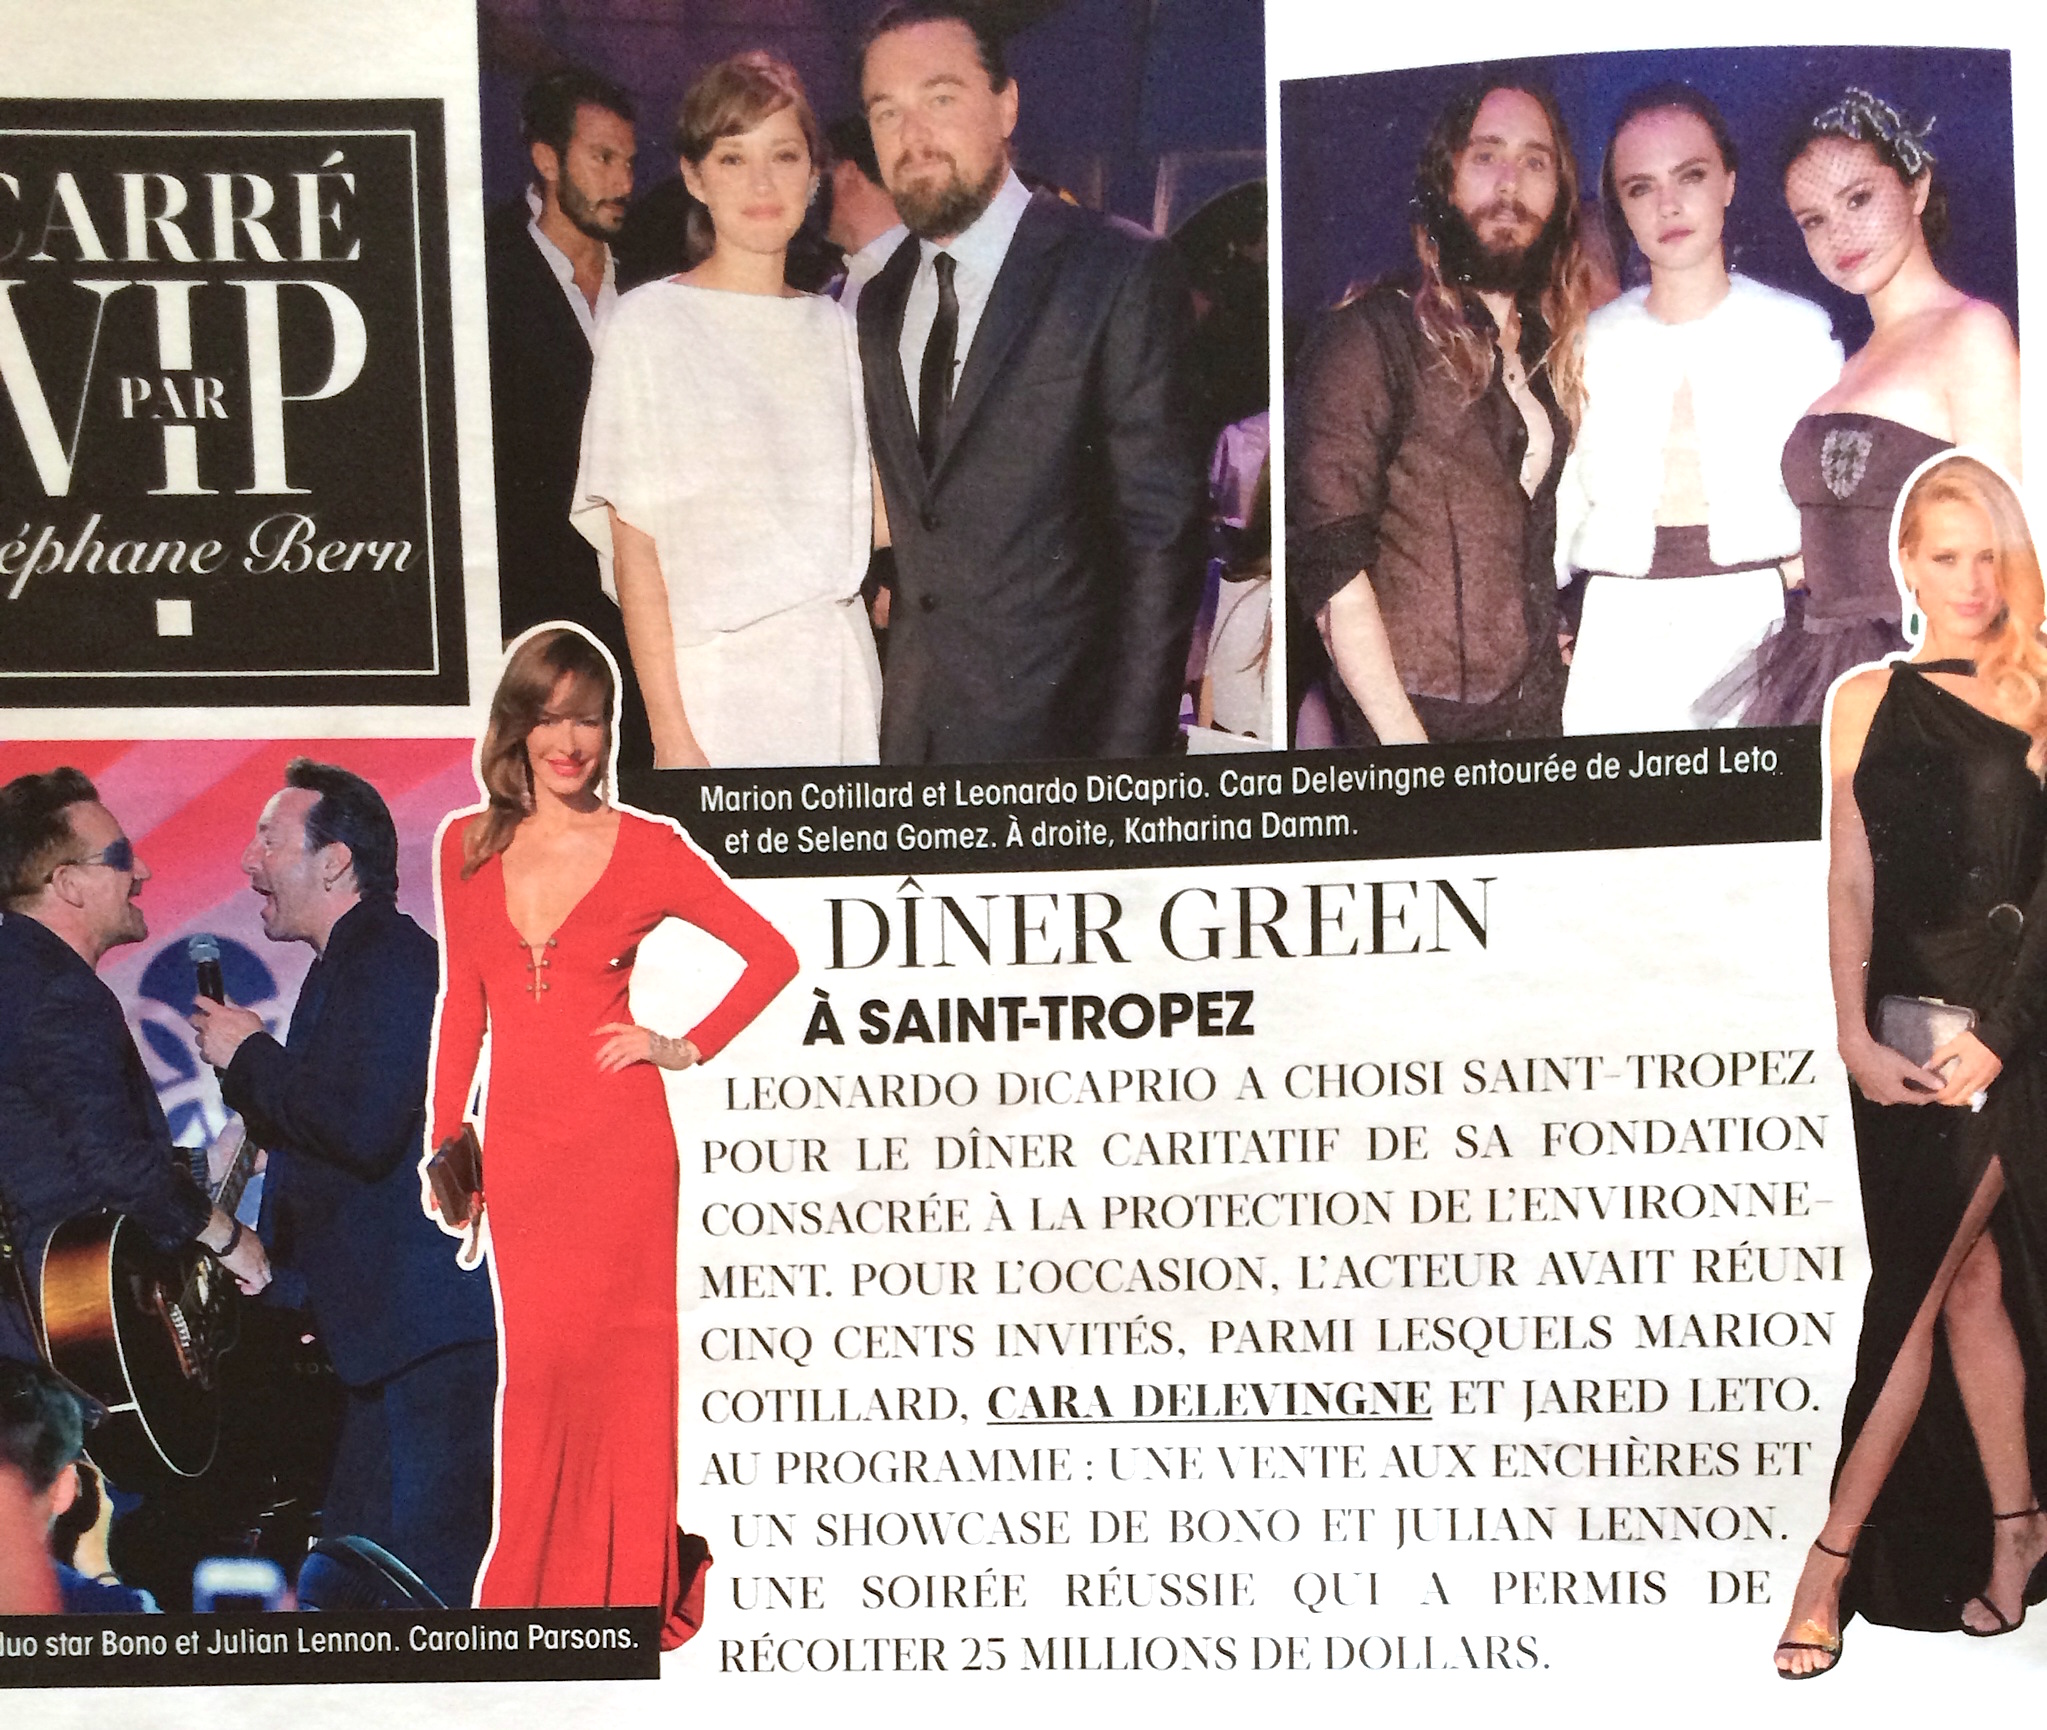 CARRÉ
VIP
PAR
éphane Bern
Marion Cotillard et Leonardo DiCaprio. Cara Delevingne entourée de Jared Leto
et de Selena Gomez. À droite, Katharina Damm.
DÎNER GREEN
À SAINT-TROPEZ
LEONARDO DiCAPRIO A CHOISI SAINT-TROPEZ
POUR LE DÎNER CARITATIF DE SA FONDATION
CONSACRÉE À LA PROTECTION DE L'ENVIRONNE-
MENT. POUR L'OCCASION, L'ACTEUR AVAIT RÉUNI
CINQ CENTS INVITÉS, PARMI LESQUELS MARION
COTILLARD, CARA DELEVINGNE ET JARED LETO.
AU PROGRAMME : UNE VENTE AUX ENCHÈRES ET
UN SHOWCASE DE BONO ET JULIAN LENNON.
UNE SOIRÉE RÉUSSIE QUI A PERMIS DE
RÉCOLTER 25 MILLIONS DE DOLLARS.
duo star Bono et Julian Lennon. Carolina Parsons.